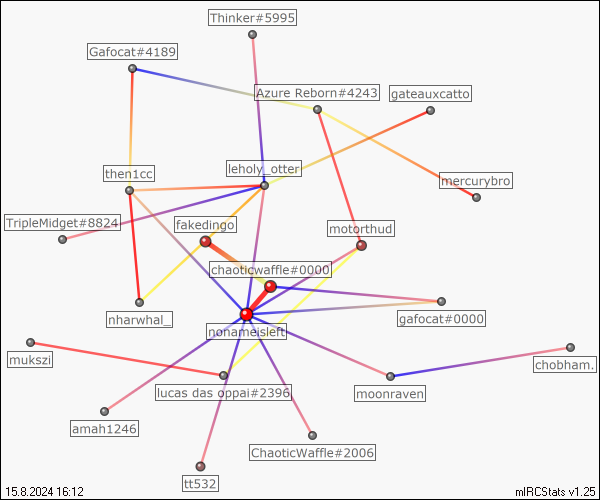 Thinker#5995
Gafocat#4189
Azure Reborn#4243
gateauxcatto
then1cc
leholy_otter
mercurybro
TripleMidget#8824
fakedingo
motorthud
chaoticwaffle#0000
nharwhal_
nonameisleft
gafocat#0000
mukszi
chobham.
lucas das oppai#2396
moonraven
amah1246
ChaoticWaffle#2006
tt532
15.8.2024 16:12
mIRCStats v1.25